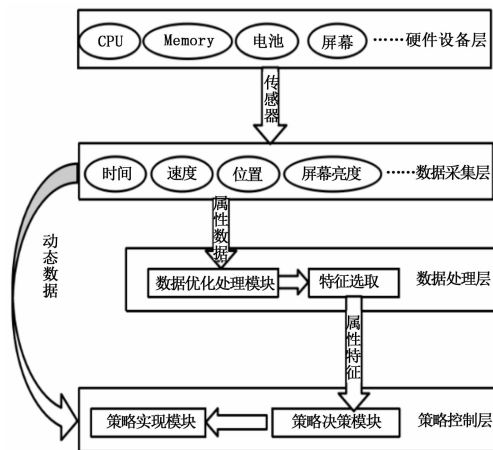 CPU Memory 电池 屏幕 ……硬件设备层
传感器
时间 速度 位置 屏幕亮度 ……数据采集层
属性数据
动态数据
数据优化处理模块 特征选取 数据处理层
属性特征
策略实现模块 策略决策模块 策略控制层